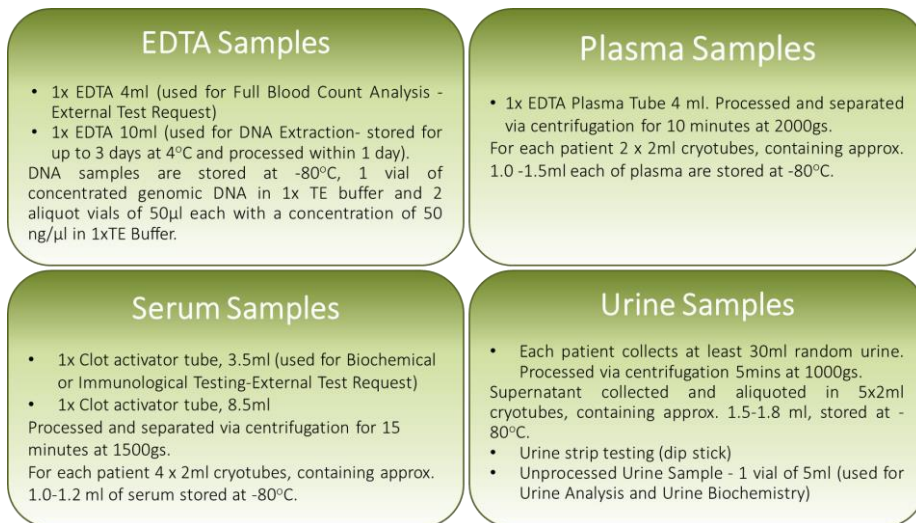 EDTA Samples
• 1x EDTA 4ml (used for Full Blood Count Analysis -
External Test Request)
• 1x EDTA 10ml (used for DNA Extraction- stored for
up to 3 days at 4°C and processed within 1 day).
DNA samples are stored at -80°C, 1 vial of
concentrated genomic DNA in 1x TE buffer and 2
aliquot vials of 50µl each with a concentration of 50
ng/µl in 1xTE Buffer.
Plasma Samples
• 1x EDTA Plasma Tube 4 ml. Processed and separated
via centrifugation for 10 minutes at 2000gs.
For each patient 2 x 2ml cryotubes, containing approx.
1.0 -1.5ml each of plasma are stored at -80°C.
Serum Samples
• 1x Clot activator tube, 3.5ml (used for Biochemical
or Immunological Testing-External Test Request)
• 1x Clot activator tube, 8.5ml
Processed and separated via centrifugation for 15
minutes at 1500gs.
For each patient 4 x 2ml cryotubes, containing approx.
1.0-1.2 ml of serum stored at -80°C.
Urine Samples
• Each patient collects at least 30ml random urine.
Processed via centrifugation 5mins at 1000gs.
Supernatant collected and aliquoted in 5x2ml
cryotubes, containing approx. 1.5-1.8 ml, stored at -
80°C.
• Urine strip testing (dip stick)
• Unprocessed Urine Sample - 1 vial of 5ml (used for
Urine Analysis and Urine Biochemistry)